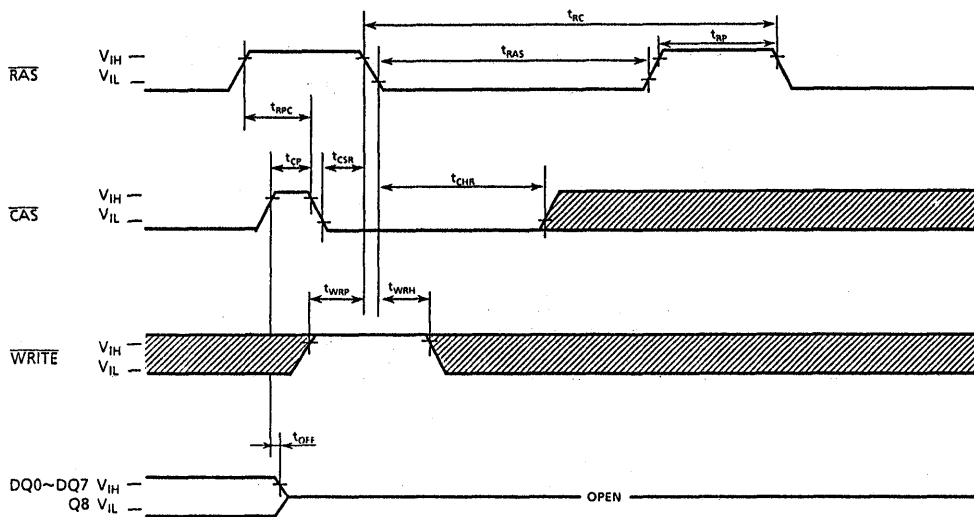 tRC
tRP
tRAS
RAS
VIH
VIL
tRPC
tCP
tCSR
tCHR
CAS
VIH
VIL
tWRP
tWRH
WRITE
VIH
VIL
tOFF
DQ0~DQ7 VIH
Q8 VIL
OPEN